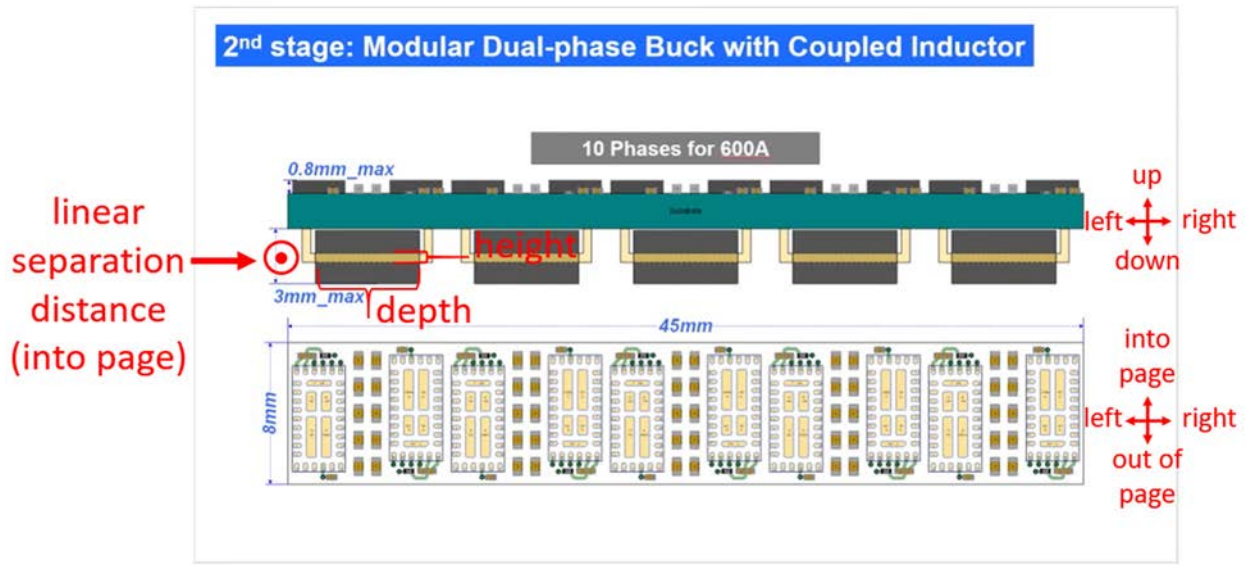 2nd stage: Modular Dual-phase Buck with Coupled Inductor
10 Phases for 600A
0.8mm_max
up
left
right
down
linear
separation
distance
(into page)
height
3mm_max
depth
45mm
8mm
into
page
left
right
out of
page